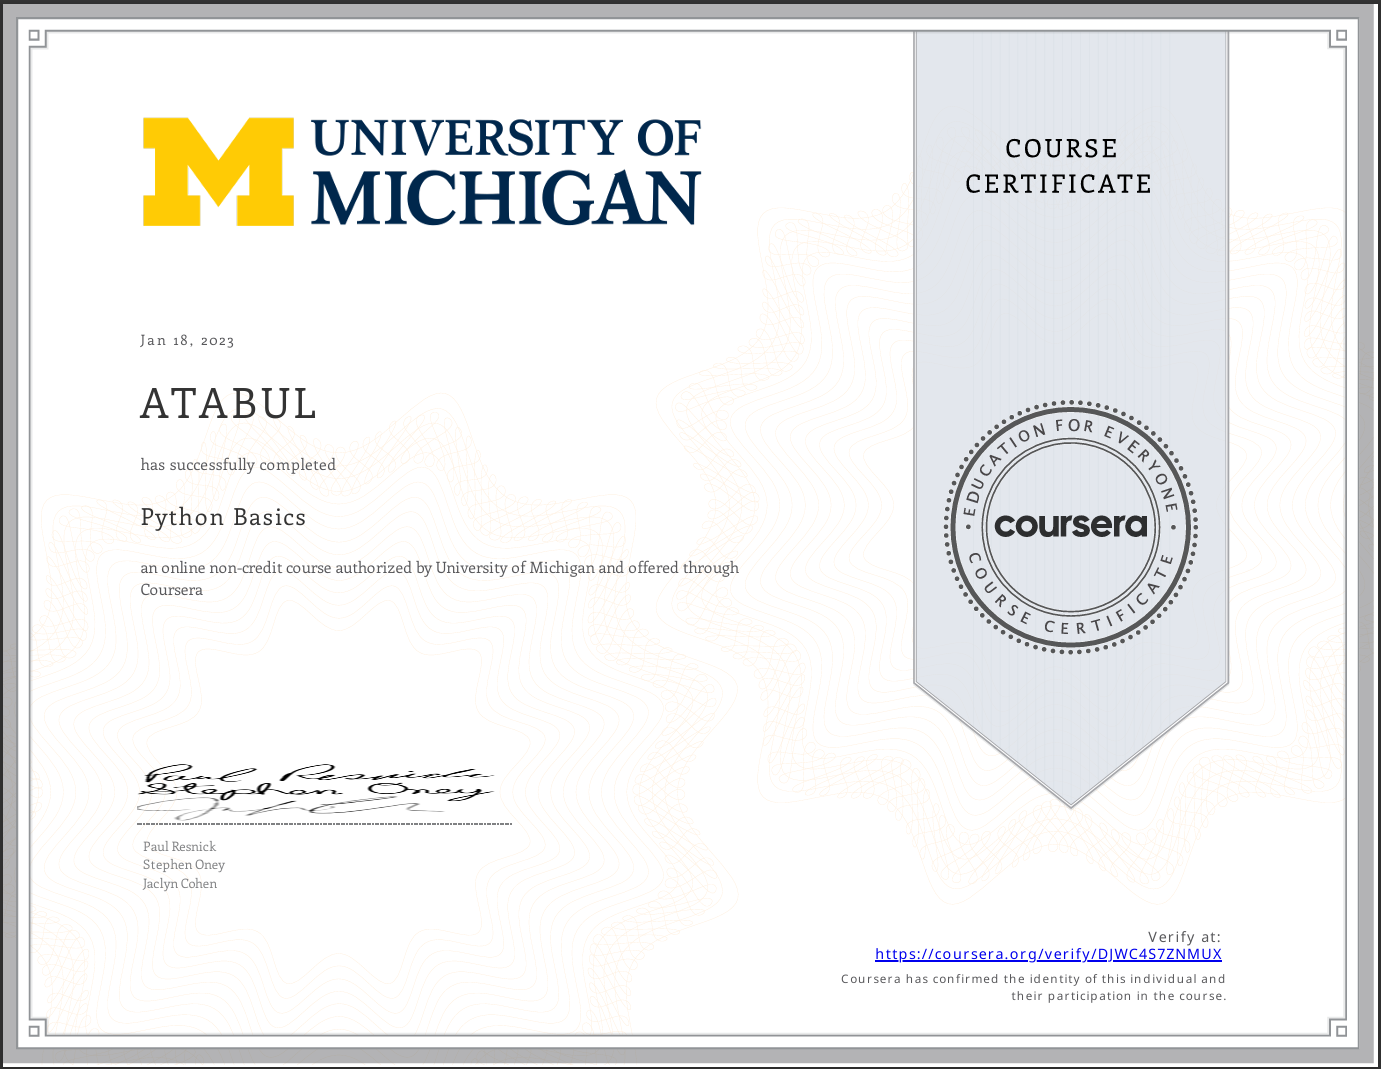 UNIVERSITY OF
MICHIGAN
COURSE
CERTIFICATE
Jan 18, 2023
ATABUL
has successfully completed
Python Basics
an online non-credit course authorized by University of Michigan and offered through
Coursera
EDUCATION FOR EVERYONE
coursera
COURSE CERTIFICATE
Paul Resnick
Stephen Oney
Paul Resnick
Stephen Oney
Jaclyn Cohen
Verify at:
https://coursera.org/verify/DJWC4S7ZNMUX
Coursera has confirmed the identity of this individual and
their participation in the course.